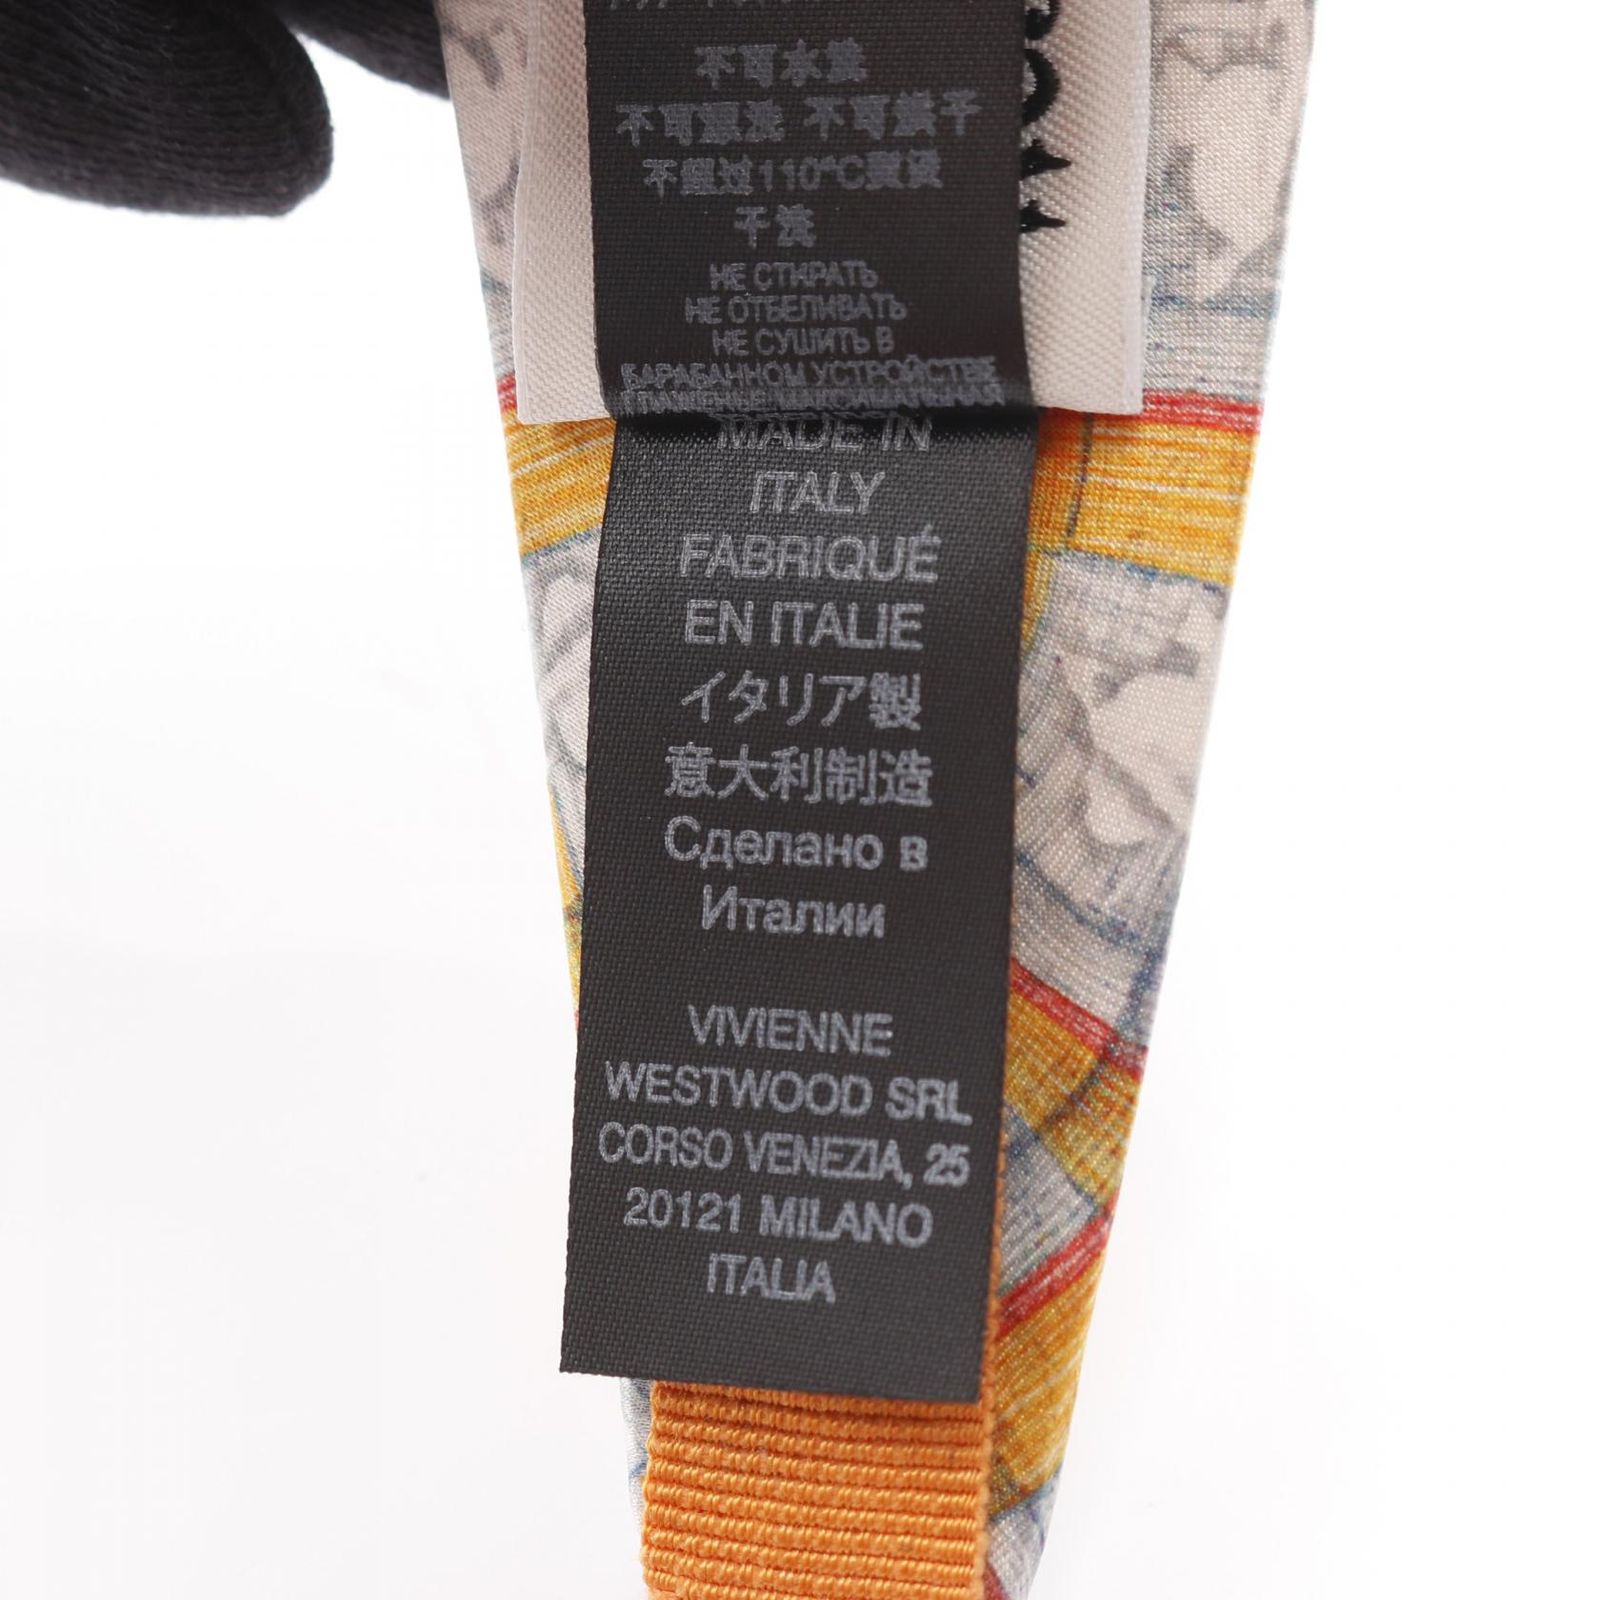 不可水洗
不可漂洗 不可烘干
不超过110°C熨烫
干洗
НЕ СТИРАТЬ
НЕ ОТБЕЛИВАТЬ
НЕ СУШИТЬ В
БАРАБАННОМ УСТРОЙСТВЕ
MADE IN
ITALY
FABRIQUÉ
EN ITALIE
イタリア製
意大利制造
Сделано в
Италии
VIVIENNE
WESTWOOD SRL
CORSO VENEZIA, 25
20121 MILANO
ITALIA